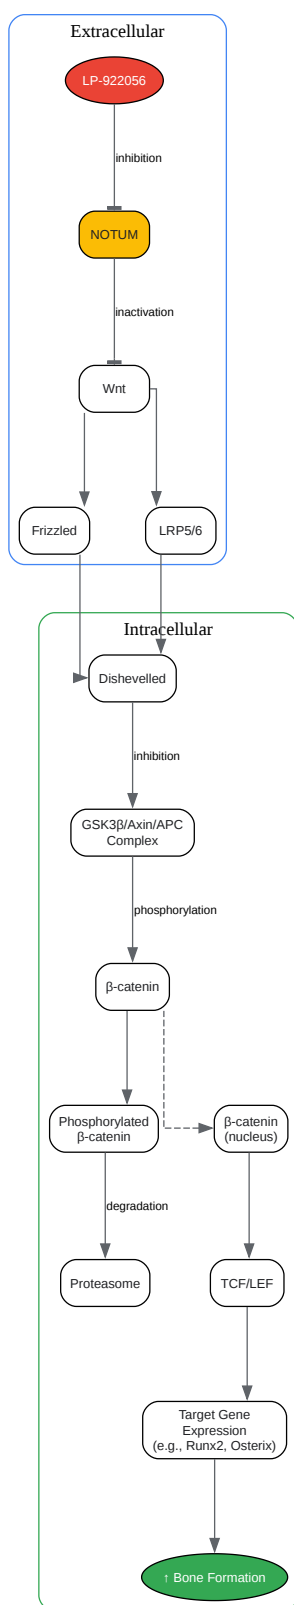 Extracellular
LP-922056
inhibition
NOTUM
inactivation
Wnt
Frizzled
LRP5/6
Intracellular
Dishevelled
inhibition
GSK3β/Axin/APC
Complex
phosphorylation
β-catenin
Phosphorylated
β-catenin
β-catenin
(nucleus)
degradation
Proteasome
TCF/LEF
Target Gene
Expression
(e.g., Runx2, Osterix)
↑ Bone Formation